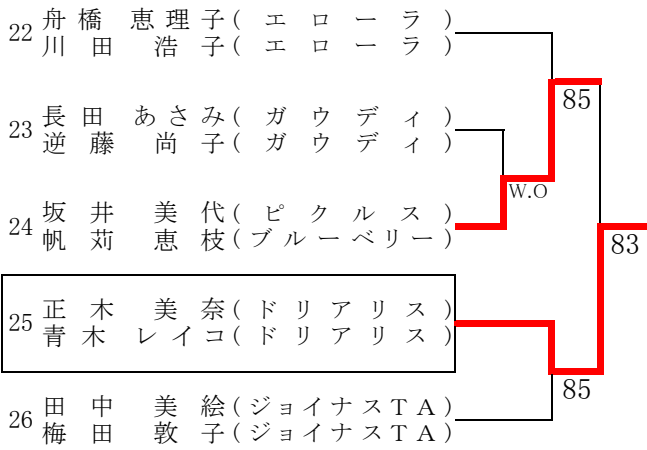 22 舟橋 恵理子(エローラ)
川田 浩子(エローラ)
85
23 長田 あさみ(ガウディ)
逆藤 尚子(ガウディ)
W.O
24 坂井 美代(ピクルス)
帆苅 恵枝(ブルーベリー)
83
25 正木 美奈(ドリアリス)
青木 レイコ(ドリアリス)
85
26 田中 美絵(ジョイナスTA)
梅田 敦子(ジョイナスTA)